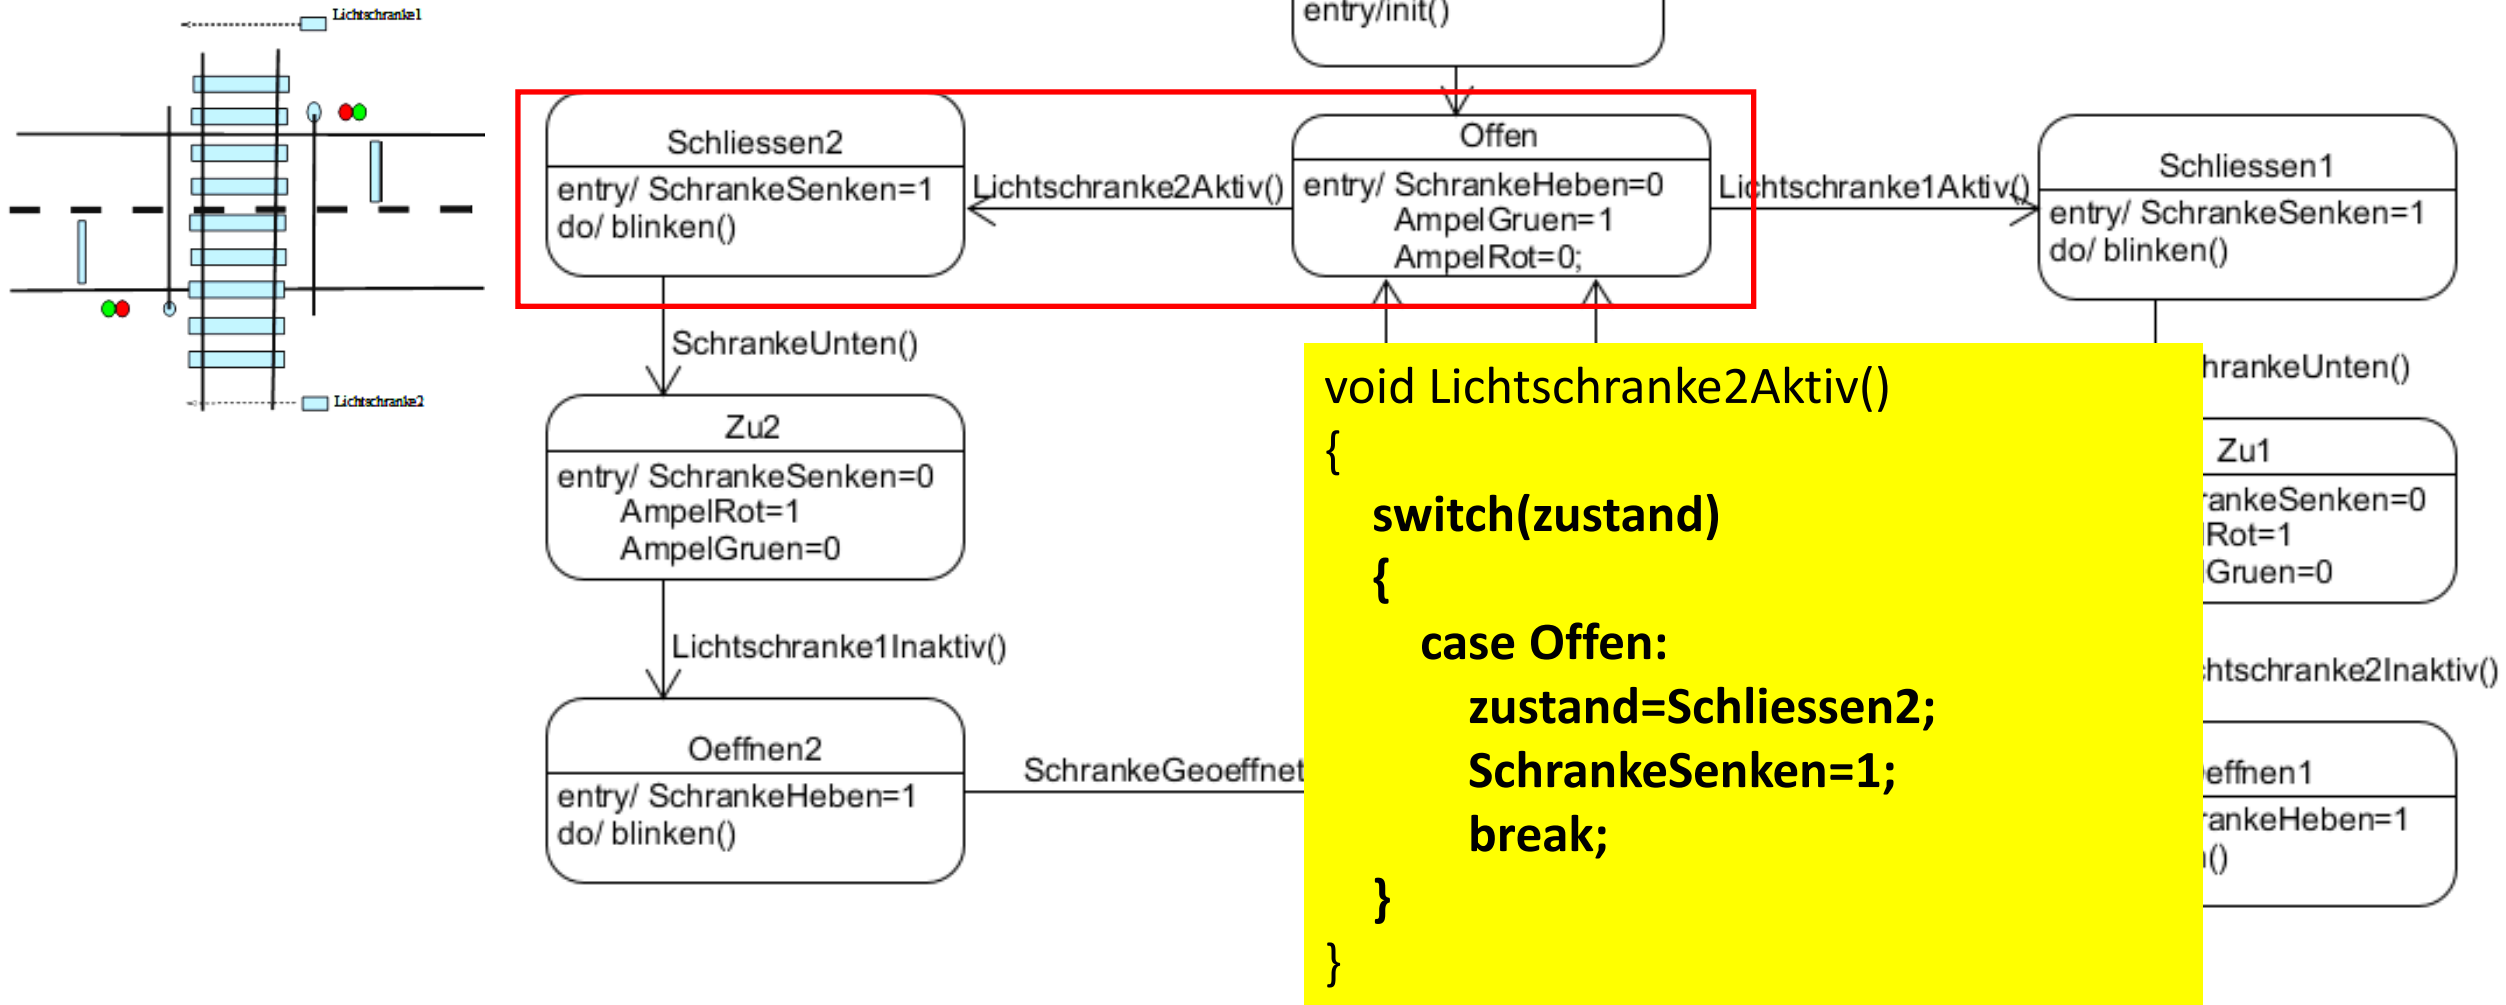 Lichtschranke1
Lichtschranke2
entry/init()
Schliessen2
entry/ SchrankeSenken=1
do/ blinken()
Lichtschranke2Aktiv()
Offen
entry/ SchrankeHeben=0
AmpelGruen=1
AmpelRot=0;
Lichtschranke1Aktiv()
Schliessen1
entry/ SchrankeSenken=1
do/ blinken()
SchrankeUnten()
Zu2
entry/ SchrankeSenken=0
AmpelRot=1
AmpelGruen=0
Lichtschranke1Inaktiv()
Oeffnen2
entry/ SchrankeHeben=1
do/ blinken()
SchrankeGeoeffnet
void Lichtschranke2Aktiv()
{
switch(zustand)
{
case Offen:
zustand=Schliessen2;
SchrankeSenken=1;
break;
}
}
hrankeUnten()
Zu1
rankeSenken=0
Rot=1
Gruen=0
htschranke2Inaktiv()
effnen1
rankeHeben=1
()